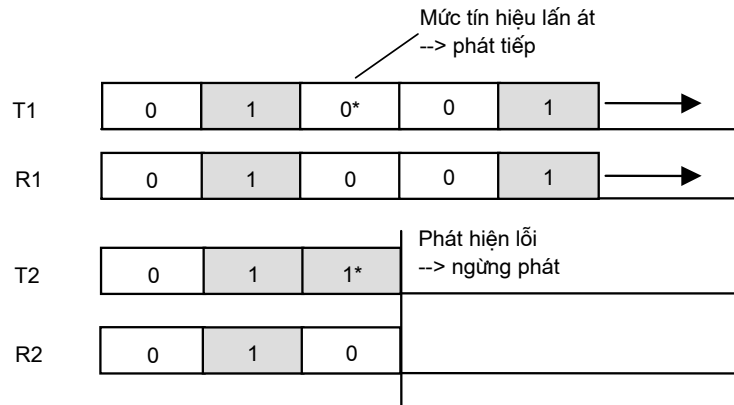 Mức tín hiệu lấn át
--> phát tiếp
T1 0 1 0* 0 1
R1 0 1 0 0 1
Phát hiện lỗi
--> ngừng phát
T2 0 1 1*
R2 0 1 0